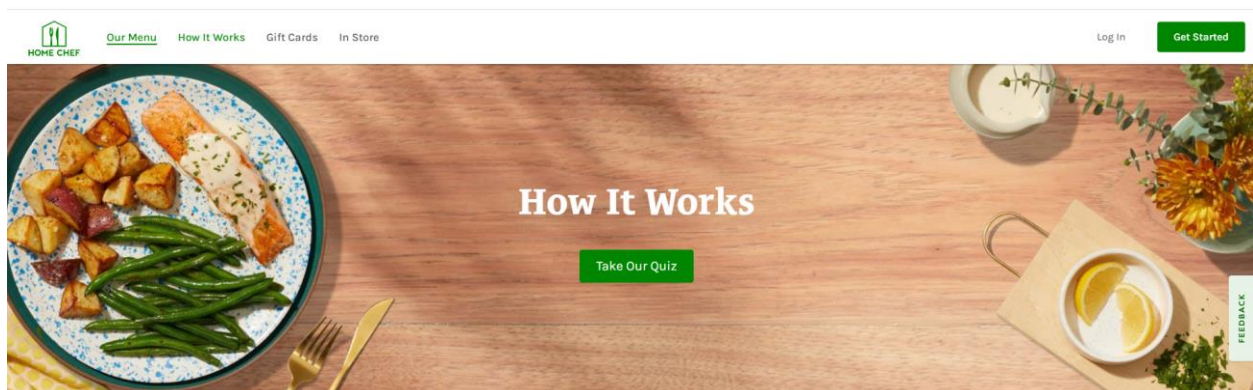 HOME CHEF
Our Menu How It Works Gift Cards In Store Log In Get Started
How It Works
Take Our Quiz
FEEDBACK